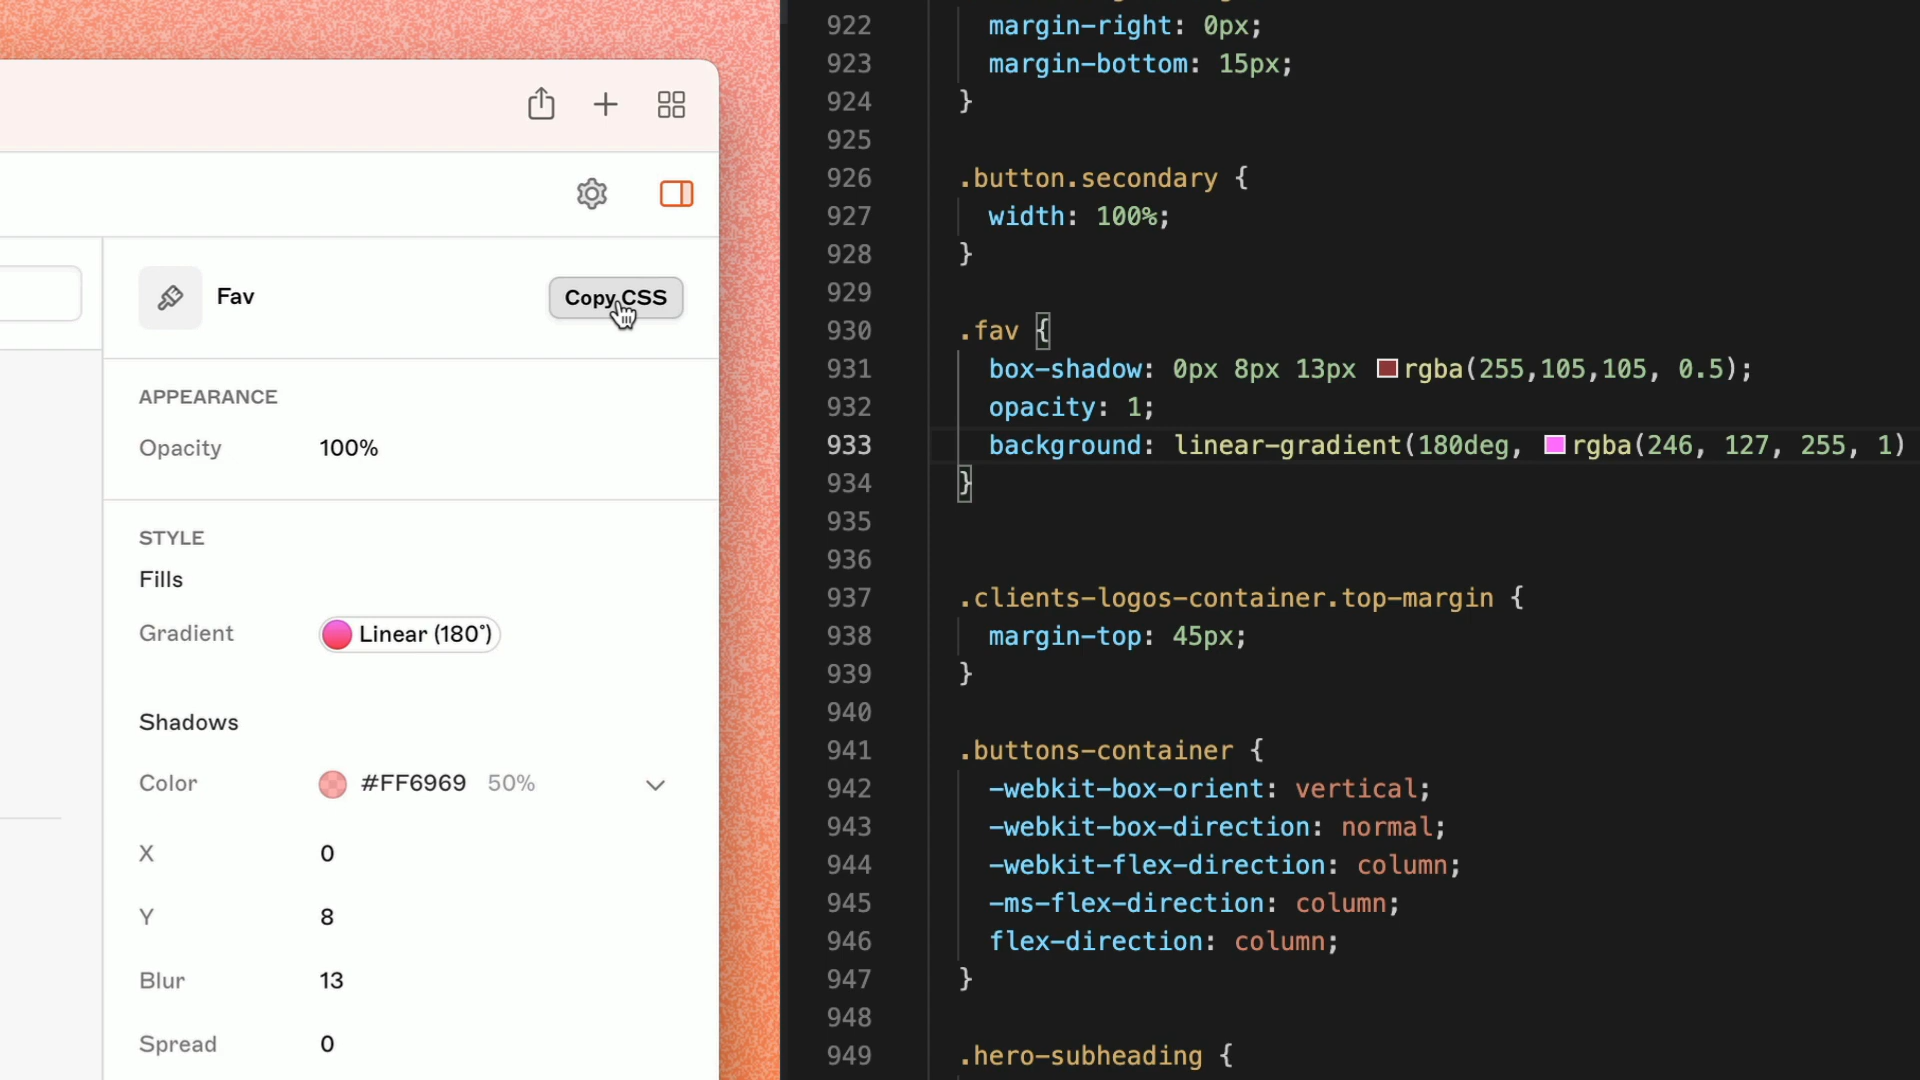 Fav
Copy CSS
APPEARANCE
Opacity 100%
STYLE
Fills
Gradient Linear (180°)
Shadows
Color #FF6969 50%
X 0
Y 8
Blur 13
Spread 0
922 margin-right: 0px;
923 margin-bottom: 15px;
924 }
925
926 .button.secondary {
927 width: 100%;
928 }
929
930 .fav {
931 box-shadow: 0px 8px 13px rgba(255,105,105, 0.5);
932 opacity: 1;
933 background: linear-gradient(180deg, rgba(246, 127, 255, 1)
934 }
935
936
937 .clients-logos-container.top-margin {
938 margin-top: 45px;
939 }
940
941 .buttons-container {
942 -webkit-box-orient: vertical;
943 -webkit-box-direction: normal;
944 -webkit-flex-direction: column;
945 -ms-flex-direction: column;
946 flex-direction: column;
947 }
948
949 .hero-subheading {